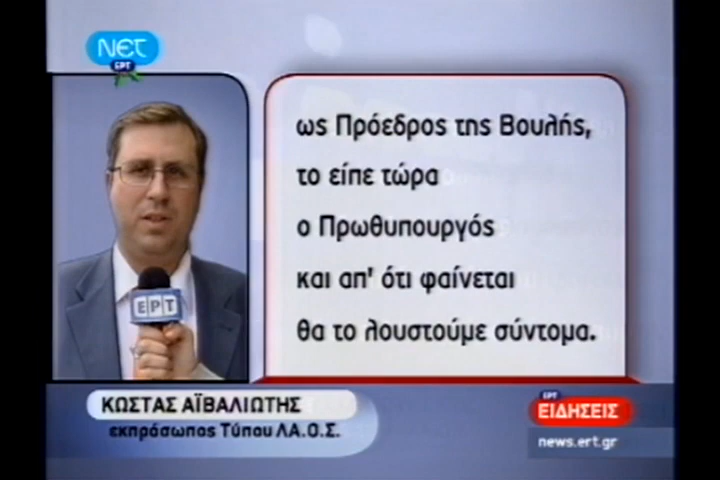 ΝΕΤ
ΕΡΤ
ως Πρόεδρος της Βουλής,
το είπε τώρα
ο Πρωθυπουργός
και απ' ότι φαίνεται
θα το λουστούμε σύντομα.
ΕΡΤ
ΚΩΣΤΑΣ ΑΪΒΑΛΙΩΤΗΣ
εκπρόσωπος Τύπου ΛΑ.Ο.Σ.
ΕΡΤ
ΕΙΔΗΣΕΙΣ
news.ert.gr